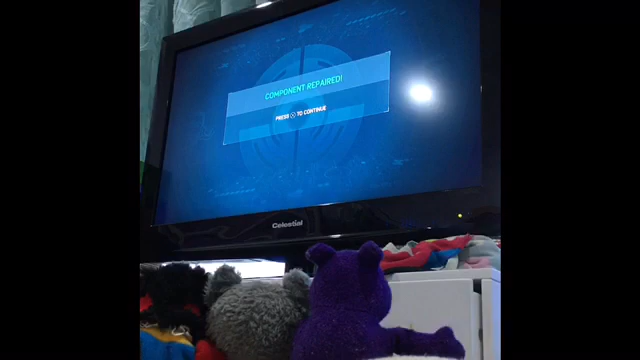 COMPONENT REPAIRED!
PRESS ⓧ TO CONTINUE
Celestial